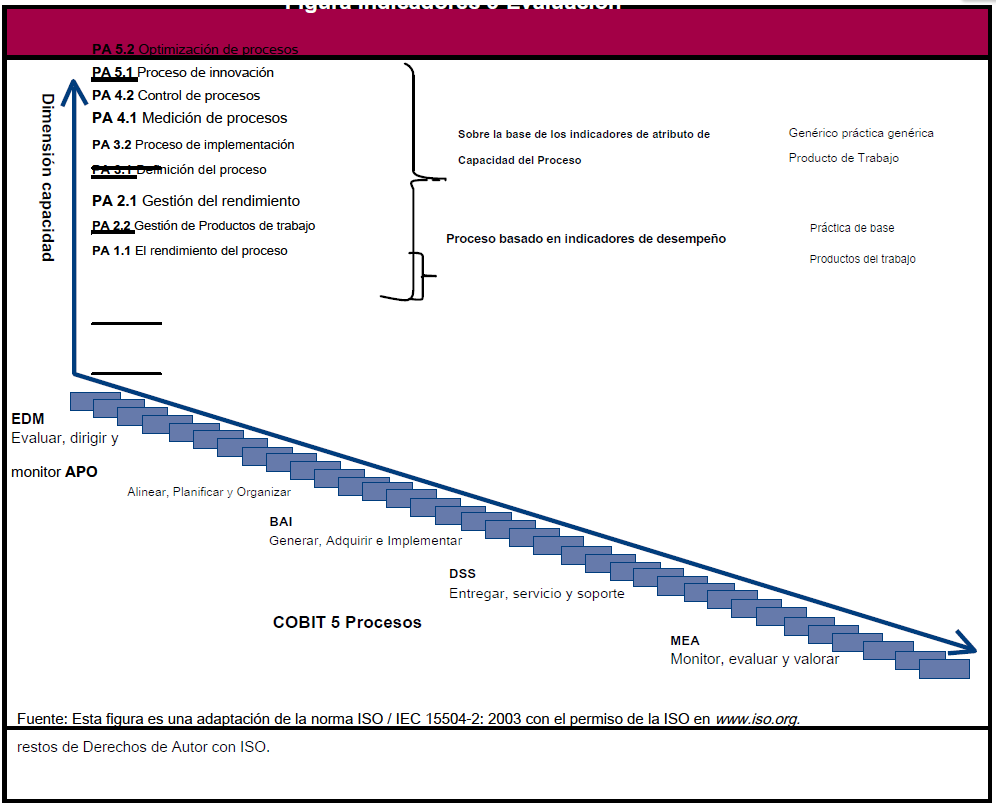 Figura Indicadores 3 Evaluación
PA 5.2 Optimización de procesos
PA 5.1 Proceso de innovación
PA 4.2 Control de procesos
PA 4.1 Medición de procesos
PA 3.2 Proceso de implementación
PA 3.1 Definición del proceso
PA 2.1 Gestión del rendimiento
PA 2.2 Gestión de Productos de trabajo
PA 1.1 El rendimiento del proceso
Dimensión capacidad
Sobre la base de los indicadores de atributo de
Capacidad del Proceso
Genérico práctica genérica
Producto de Trabajo
Proceso basado en indicadores de desempeño
Práctica de base
Productos del trabajo
EDM
Evaluar, dirigir y
monitor APO
Alinear, Planificar y Organizar
BAI
Generar, Adquirir e Implementar
DSS
Entregar, servicio y soporte
COBIT 5 Procesos
MEA
Monitor, evaluar y valorar
Fuente: Esta figura es una adaptación de la norma ISO / IEC 15504-2: 2003 con el permiso de la ISO en www.iso.org.
restos de Derechos de Autor con ISO.